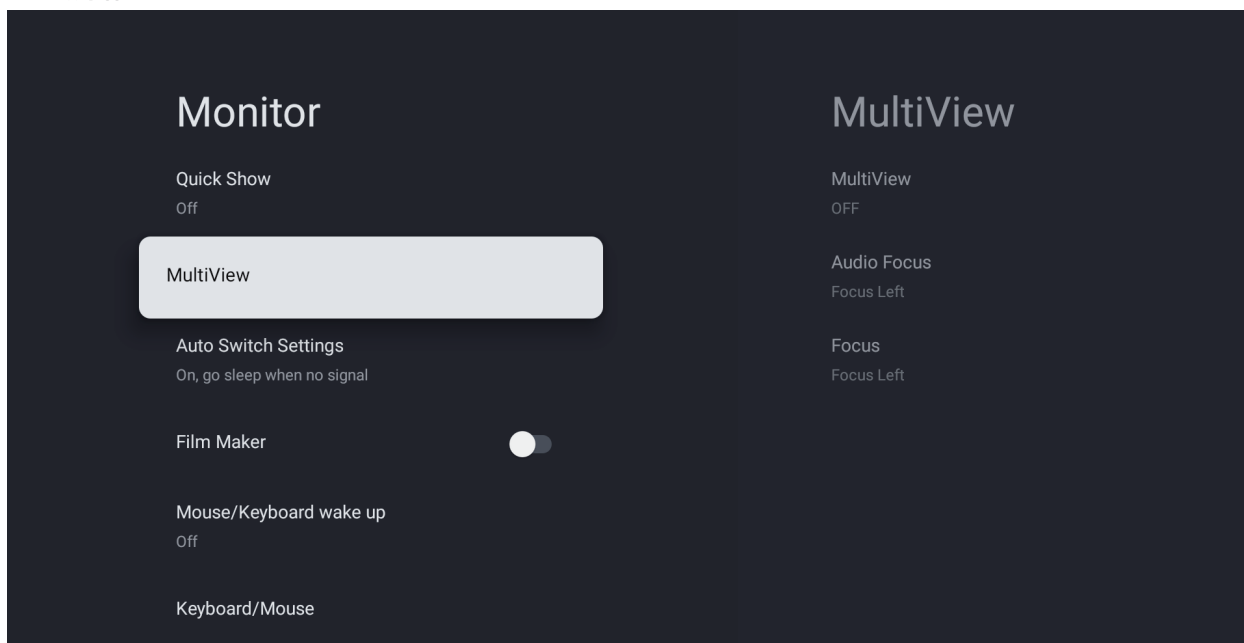 Monitor
Quick Show
Off
MultiView
Auto Switch Settings
On, go sleep when no signal
Film Maker
Mouse/Keyboard wake up
Off
Keyboard/Mouse
MultiView
MultiView
OFF
Audio Focus
Focus Left
Focus
Focus Left